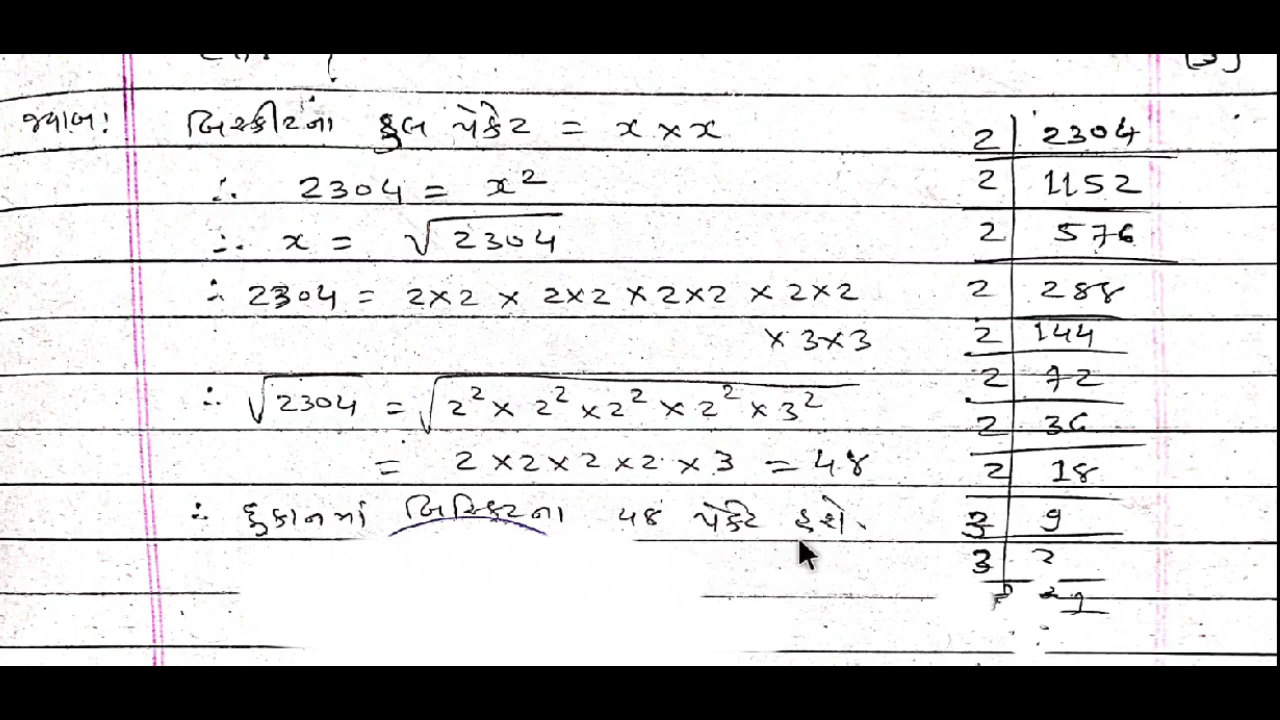 [3]
જવાબ: બિસ્કીટના કુલ પેકેટ = x × x
∴ 2304 = x²
∴ x = √2304
∴ 2304 = 2×2 × 2×2 × 2×2 × 2×2
× 3×3
∴ √2304 = √2² × 2² × 2² × 2² × 3²
= 2 × 2 × 2 × 2 × 3 = 48
∴ દુકાનમાં બિસ્કિટના 48 પેકેટ હશે.
2 | 2304
2 | 1152
2 | 576
2 | 288
2 | 144
2 | 72
2 | 36
2 | 18
3 | 9
3